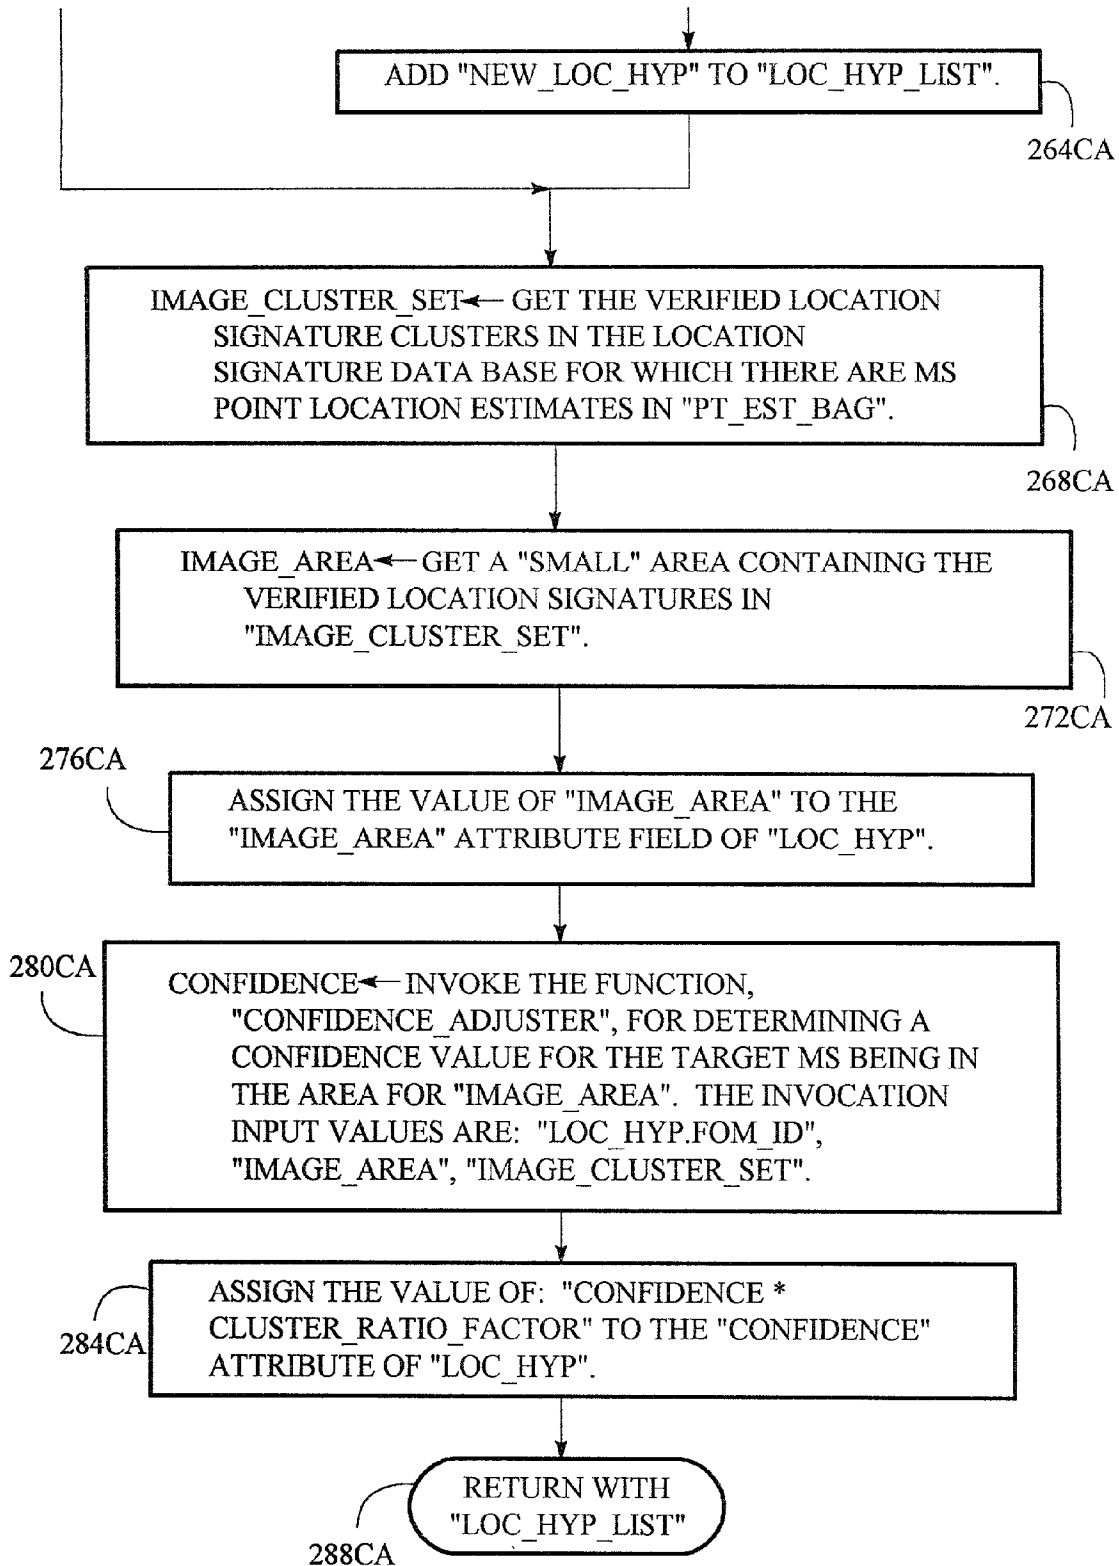 ADD "NEW_LOC_HYP" TO "LOC_HYP_LIST".
264CA
IMAGE_CLUSTER_SET← GET THE VERIFIED LOCATION
SIGNATURE CLUSTERS IN THE LOCATION
SIGNATURE DATA BASE FOR WHICH THERE ARE MS
POINT LOCATION ESTIMATES IN "PT_EST_BAG".
268CA
IMAGE_AREA← GET A "SMALL" AREA CONTAINING THE
VERIFIED LOCATION SIGNATURES IN
"IMAGE_CLUSTER_SET".
272CA
276CA
ASSIGN THE VALUE OF "IMAGE_AREA" TO THE
"IMAGE_AREA" ATTRIBUTE FIELD OF "LOC_HYP".
280CA
CONFIDENCE← INVOKE THE FUNCTION,
"CONFIDENCE_ADJUSTER", FOR DETERMINING A
CONFIDENCE VALUE FOR THE TARGET MS BEING IN
THE AREA FOR "IMAGE_AREA". THE INVOCATION
INPUT VALUES ARE: "LOC_HYP.FOM_ID",
"IMAGE_AREA", "IMAGE_CLUSTER_SET".
ASSIGN THE VALUE OF: "CONFIDENCE *
CLUSTER_RATIO_FACTOR" TO THE "CONFIDENCE"
ATTRIBUTE OF "LOC_HYP".
284CA
RETURN WITH
"LOC_HYP_LIST"
288CA